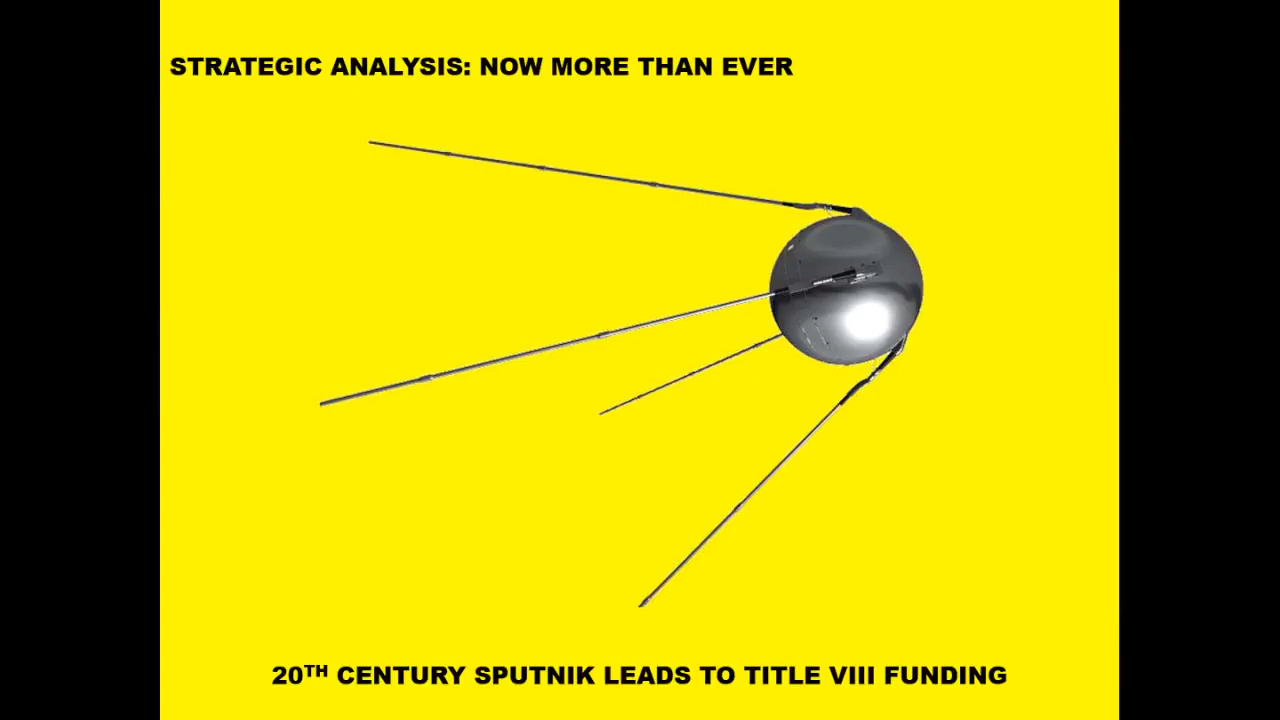 STRATEGIC ANALYSIS: NOW MORE THAN EVER
20TH CENTURY SPUTNIK LEADS TO TITLE VIII FUNDING